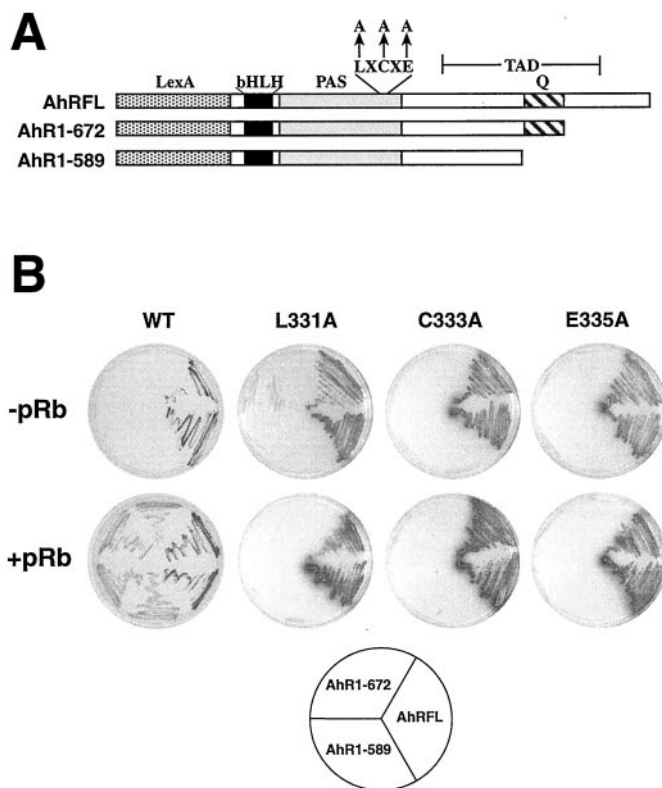 A
A A A
LXCXE
TAD
LexA bHLH PAS Q
AhRFL
AhR1-672
AhR1-589
B
WT L331A C333A E335A
-pRb
+pRb
AhR1-672
AhRFL
AhR1-589